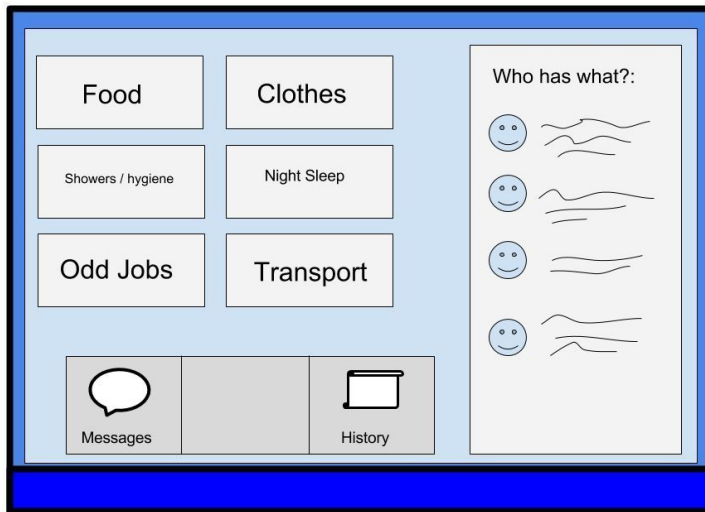 Food
Clothes
Showers / hygiene
Night Sleep
Odd Jobs
Transport
Messages
History
Who has what?: